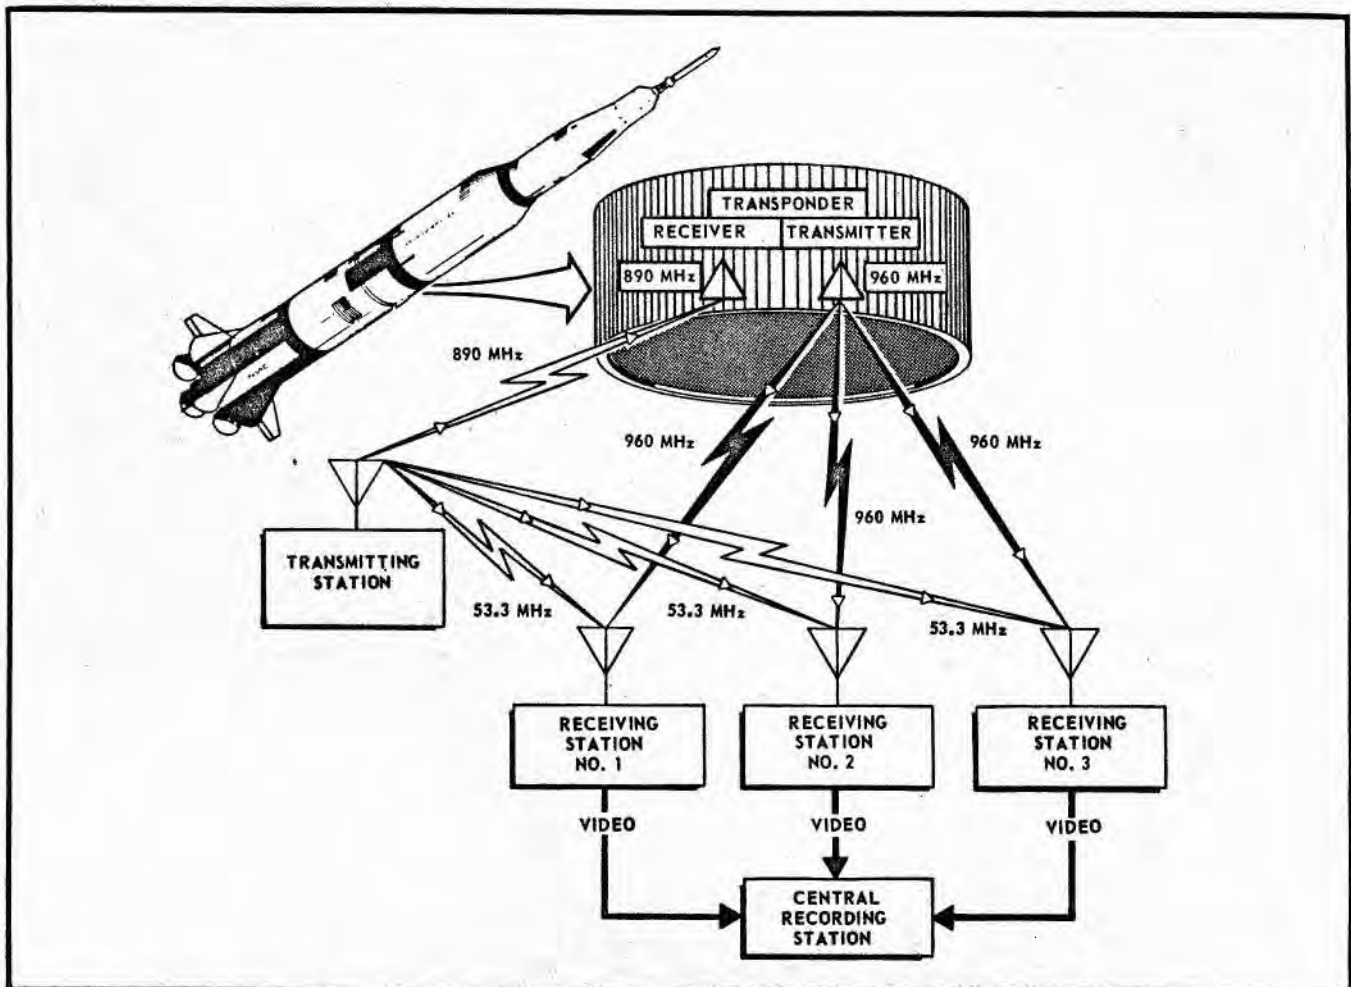 TRANSPONDER
RECEIVER
TRANSMITTER
890 MHz
960 MHz
890 MHz
960 MHz
960 MHz
960 MHz
TRANSMITTING
STATION
53.3 MHz
53.3 MHz
53.3 MHz
RECEIVING
STATION
NO. 1
RECEIVING
STATION
NO. 2
RECEIVING
STATION
NO. 3
VIDEO
VIDEO
VIDEO
CENTRAL
RECORDING
STATION